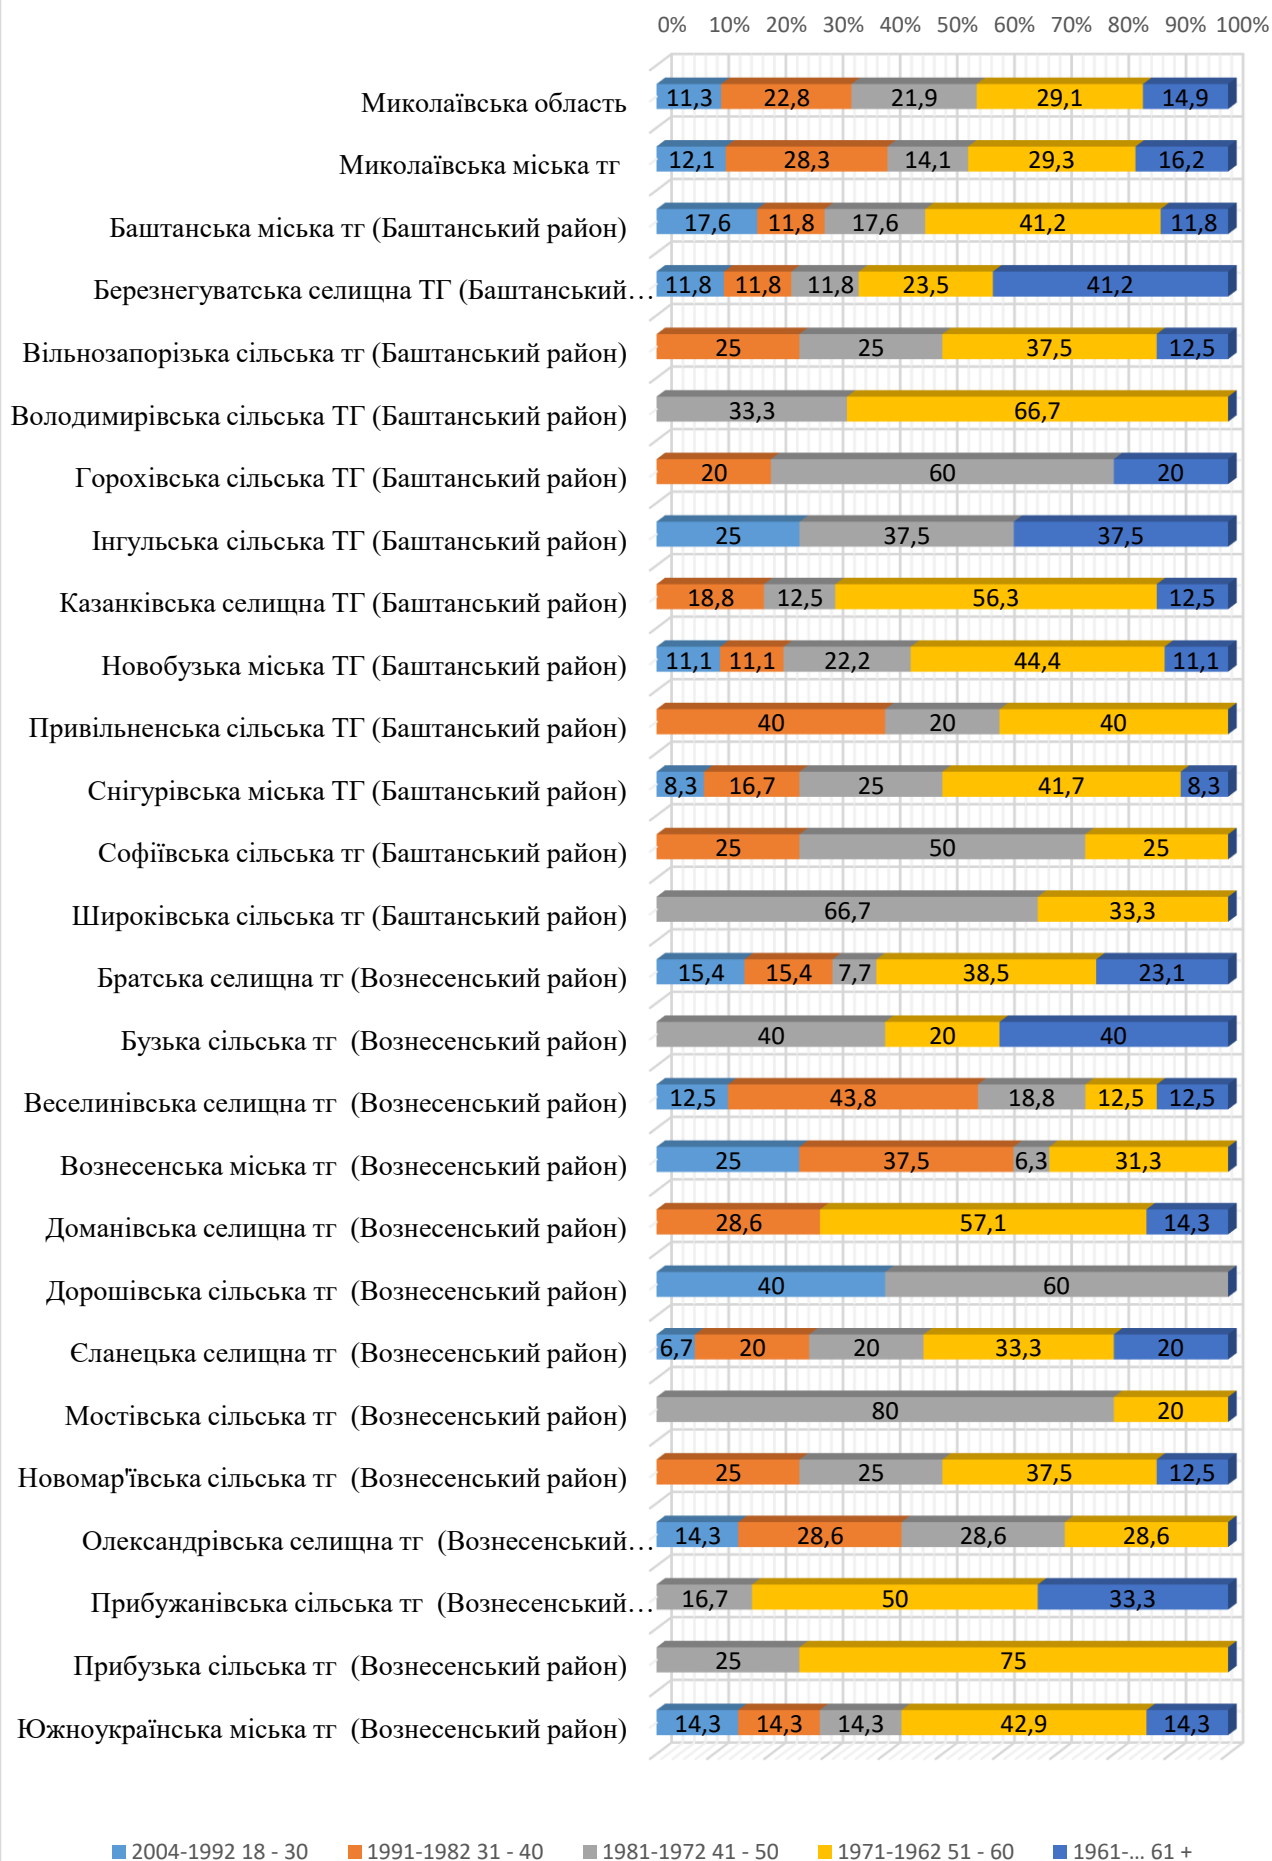 0% 10% 20% 30% 40% 50% 60% 70% 80% 90% 100%
Миколаївська область 11,3 22,8 21,9 29,1 14,9
Миколаївська міська тг 12,1 28,3 14,1 29,3 16,2
Баштанська міська тг (Баштанський район) 17,6 11,8 17,6 41,2 11,8
Березнегуватська селищна ТГ (Баштанський… 11,8 11,8 11,8 23,5 41,2
Вільнозапорізька сільська тг (Баштанський район) 25 25 37,5 12,5
Володимирівська сільська ТГ (Баштанський район) 33,3 66,7
Горохівська сільська ТГ (Баштанський район) 20 60 20
Інгульська сільська ТГ (Баштанський район) 25 37,5 37,5
Казанківська селищна ТГ (Баштанський район) 18,8 12,5 56,3 12,5
Новобузька міська ТГ (Баштанський район) 11,1 11,1 22,2 44,4 11,1
Привільненська сільська ТГ (Баштанський район) 40 20 40
Снігурівська міська ТГ (Баштанський район) 8,3 16,7 25 41,7 8,3
Софіївська сільська тг (Баштанський район) 25 50 25
Широківська сільська тг (Баштанський район) 66,7 33,3
Братська селищна тг (Вознесенський район) 15,4 15,4 7,7 38,5 23,1
Бузька сільська тг (Вознесенський район) 40 20 40
Веселинівська селищна тг (Вознесенський район) 12,5 43,8 18,8 12,5 12,5
Вознесенська міська тг (Вознесенський район) 25 37,5 6,3 31,3
Доманівська селищна тг (Вознесенський район) 28,6 57,1 14,3
Дорошівська сільська тг (Вознесенський район) 40 60
Єланецька селищна тг (Вознесенський район) 6,7 20 20 33,3 20
Мостівська сільська тг (Вознесенський район) 80 20
Новомар'ївська сільська тг (Вознесенський район) 25 25 37,5 12,5
Олександрівська селищна тг (Вознесенський… 14,3 28,6 28,6 28,6
Прибужанівська сільська тг (Вознесенський… 16,7 50 33,3
Прибузька сільська тг (Вознесенський район) 25 75
Южноукраїнська міська тг (Вознесенський район) 14,3 14,3 14,3 42,9 14,3
2004-1992 18 - 30 1991-1982 31 - 40 1981-1972 41 - 50 1971-1962 51 - 60 1961-... 61 +